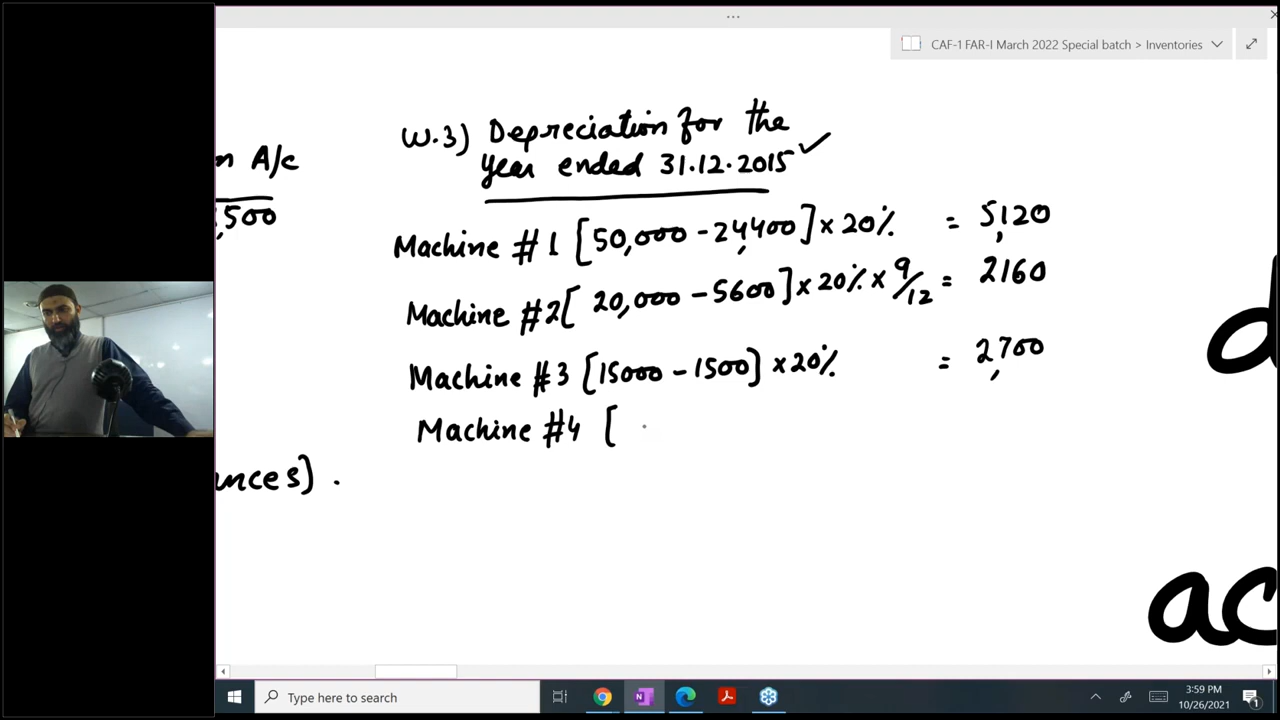 CAF-1 FAR-I March 2022 Special batch > Inventories
W.3) Depreciation for the
year ended 31.12.2015 ✓
A/c
,500
Machine #1 [50,000 - 24,400] × 20% = 5,120
Machine #2 [20,000 - 5600] × 20% × 9/12 = 2160
Machine #3 [15000 - 1500] × 20% = 2,700
Machine #4 [
ances) .
Type here to search
3:59 PM
10/26/2021